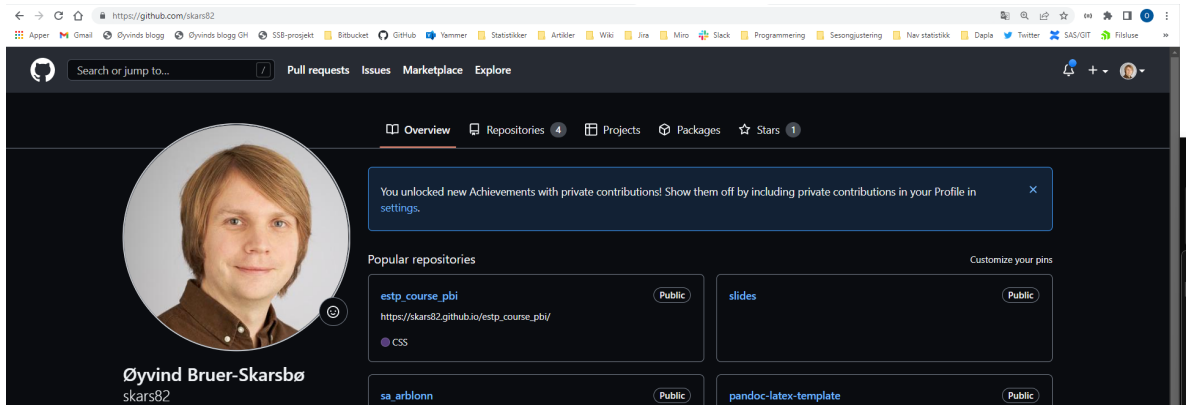 https://github.com/skars82
Apper Gmail Øyvinds blogg Øyvinds blogg GH SSB-prosjekt Bitbucket GitHub Yammer Statistikker Artikler Wiki Jira Miro Slack Programmering Sesongjustering Nav statistikk Dapla Twitter SAS/GIT Filsluse »
Search or jump to... / Pull requests Issues Marketplace Explore
Overview Repositories 4 Projects Packages Stars 1
You unlocked new Achievements with private contributions! Show them off by including private contributions in your Profile in
settings.
Popular repositories Customize your pins
estp_course_pbi Public
https://skars82.github.io/estp_course_pbi/
CSS
slides Public
Øyvind Bruer-Skarsbø
skars82
sa_arblonn Public
pandoc-latex-template Public